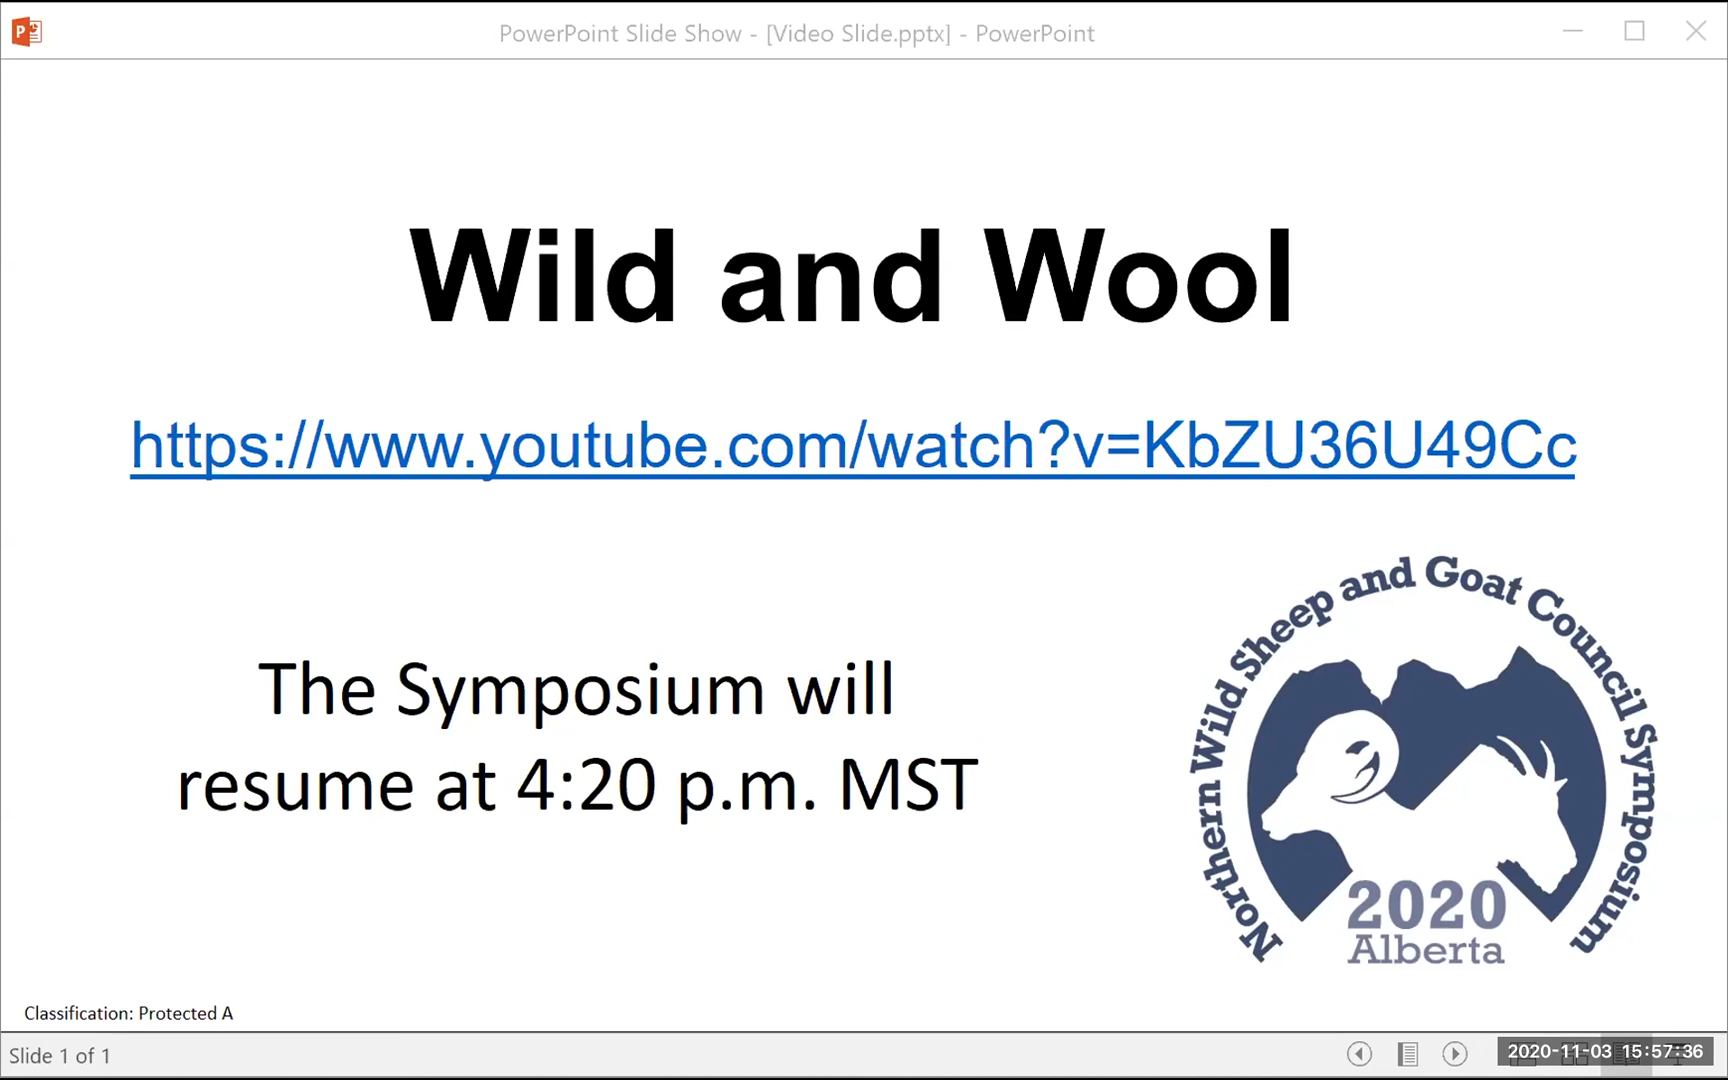 PowerPoint Slide Show - [Video Slide.pptx] - PowerPoint
Wild and Wool
https://www.youtube.com/watch?v=KbZU36U49Cc
The Symposium will
resume at 4:20 p.m. MST
Northern Wild Sheep and Goat Council Symposium
2020
Alberta
Classification: Protected A
Slide 1 of 1
2020-11-03 15:57:36